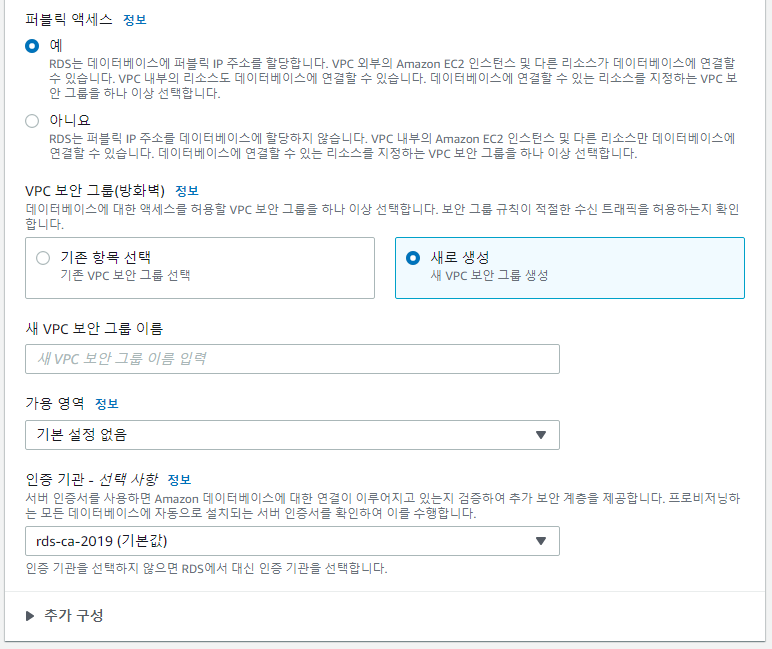 퍼블릭 액세스 정보
예
RDS는 데이터베이스에 퍼블릭 IP 주소를 할당합니다. VPC 외부의 Amazon EC2 인스턴스 및 다른 리소스가 데이터베이스에 연결할
수 있습니다. VPC 내부의 리소스도 데이터베이스에 연결할 수 있습니다. 데이터베이스에 연결할 수 있는 리소스를 지정하는 VPC 보
안 그룹을 하나 이상 선택합니다.
아니요
RDS는 퍼블릭 IP 주소를 데이터베이스에 할당하지 않습니다. VPC 내부의 Amazon EC2 인스턴스 및 다른 리소스만 데이터베이스에
연결할 수 있습니다. 데이터베이스에 연결할 수 있는 리소스를 지정하는 VPC 보안 그룹을 하나 이상 선택합니다.
VPC 보안 그룹(방화벽) 정보
데이터베이스에 대한 액세스를 허용할 VPC 보안 그룹을 하나 이상 선택합니다. 보안 그룹 규칙이 적절한 수신 트래픽을 허용하는지 확인
합니다.
기존 항목 선택
기존 VPC 보안 그룹 선택
새로 생성
새 VPC 보안 그룹 생성
새 VPC 보안 그룹 이름
새 VPC 보안 그룹 이름 입력
가용 영역 정보
기본 설정 없음
인증 기관 - 선택 사항 정보
서버 인증서를 사용하면 Amazon 데이터베이스에 대한 연결이 이루어지고 있는지 검증하여 추가 보안 계층을 제공합니다. 프로비저닝하
는 모든 데이터베이스에 자동으로 설치되는 서버 인증서를 확인하여 이를 수행합니다.
rds-ca-2019 (기본값)
인증 기관을 선택하지 않으면 RDS에서 대신 인증 기관을 선택합니다.
추가 구성